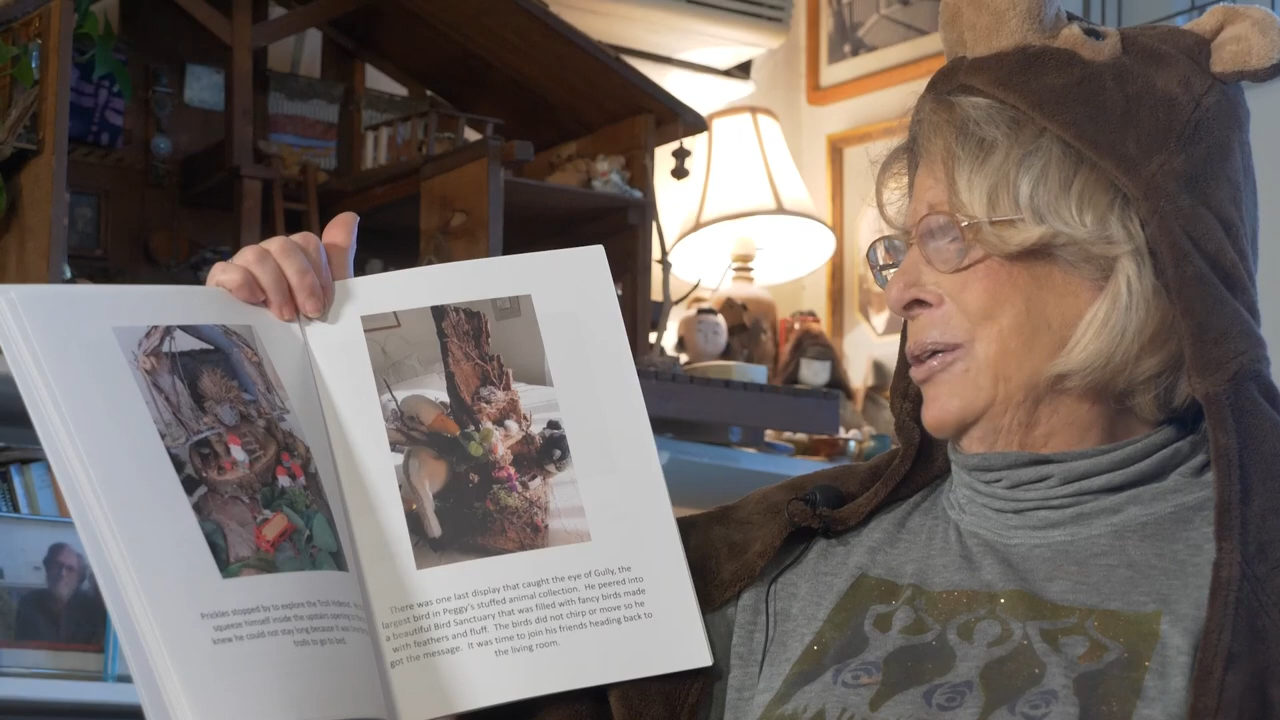 Prickles stopped by to explore the Troll Hideout.
squeeze himself inside the upstairs opening
knew he could not stay long because it was
trolls to go to bed.
There was one last display that caught the eye of Gully, the
largest bird in Peggy's stuffed animal collection. He peered into
a beautiful Bird Sanctuary that was filled with fancy birds made
with feathers and fluff. The birds did not chirp or move so he
got the message. It was time to join his friends heading back to
the living room.